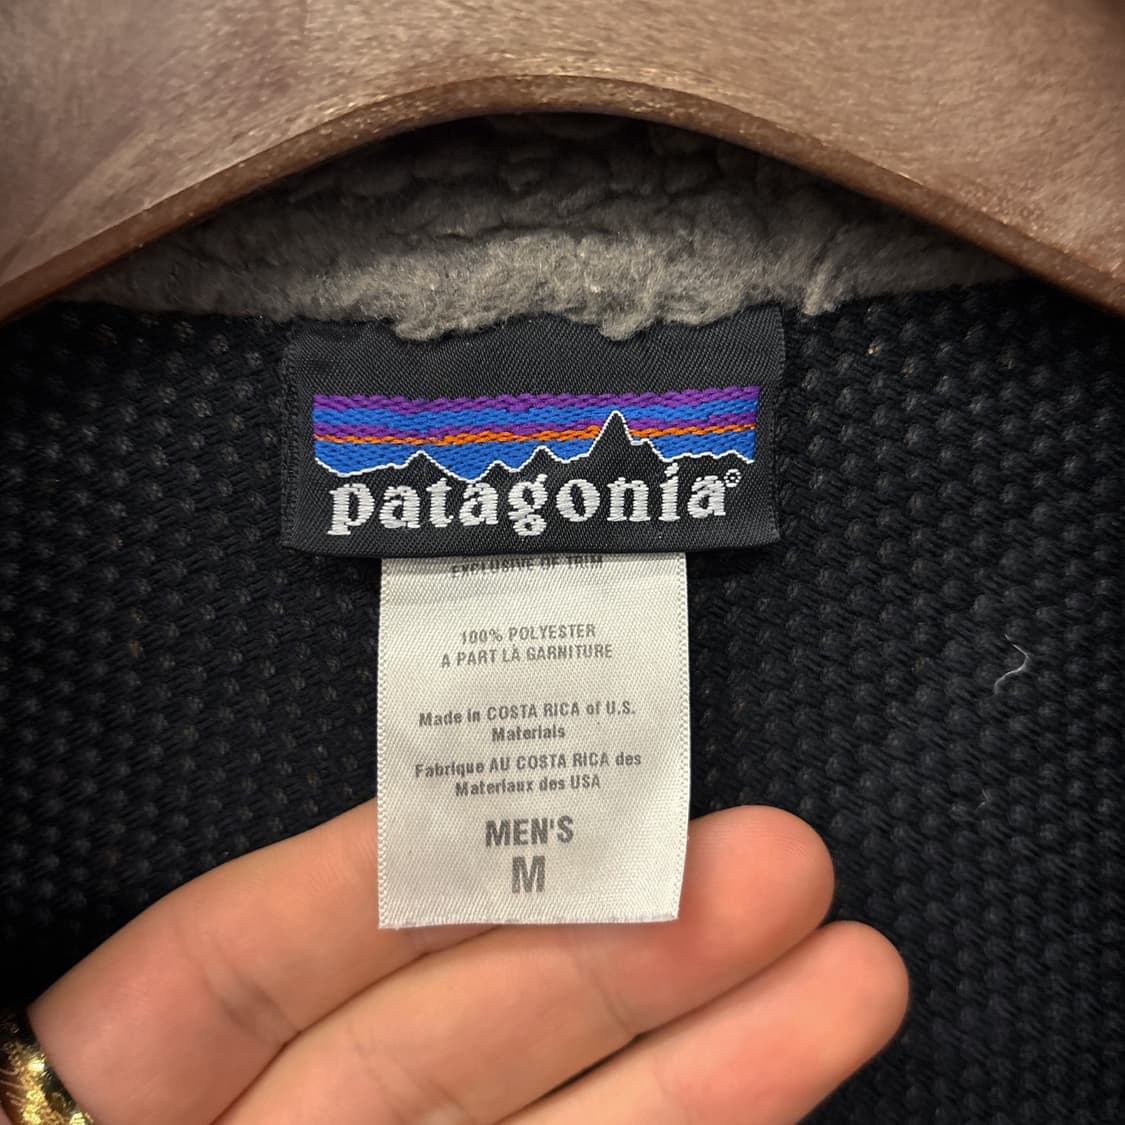 patagonia®
EXCLUSIVE OF TRIM
100% POLYESTER
A PART LÀ GARNITURE
Made in COSTA RICA of U.S.
Materials
Fabrique AU COSTA RICA des
Materiaux des USA
MEN'S
M